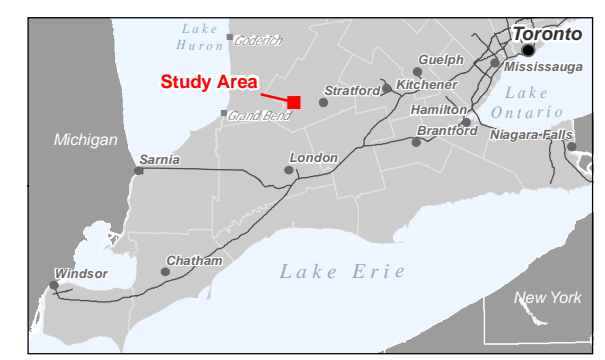 Lake
Huron
Goderich
Toronto
Guelph
Mississauga
Study Area
Stratford
Kitchener
Lake
Ontario
Hamilton
Grand Bend
Brantford
Niagara-Falls
Michigan
Sarnia
London
Chatham
Lake Erie
Windsor
New York